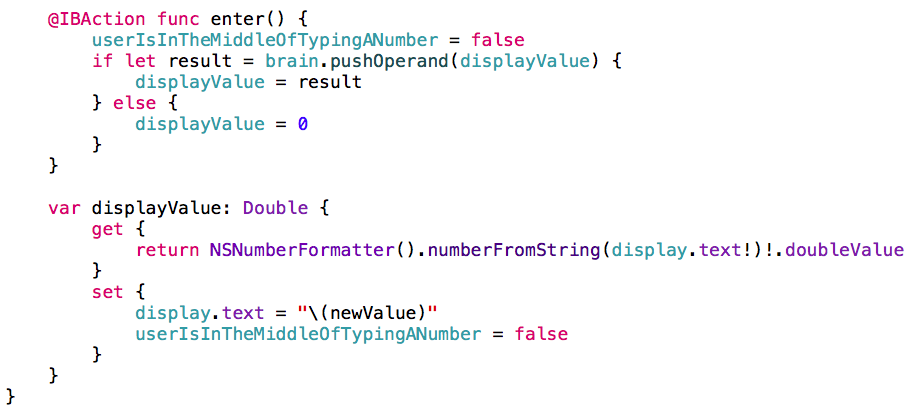 @IBAction func enter() {
userIsInTheMiddleOfTypingANumber = false
if let result = brain.pushOperand(displayValue) {
displayValue = result
} else {
displayValue = 0
}
}
var displayValue: Double {
get {
return NSNumberFormatter().numberFromString(display.text!)!.doubleValue
}
set {
display.text = "\(newValue)"
userIsInTheMiddleOfTypingANumber = false
}
}
}